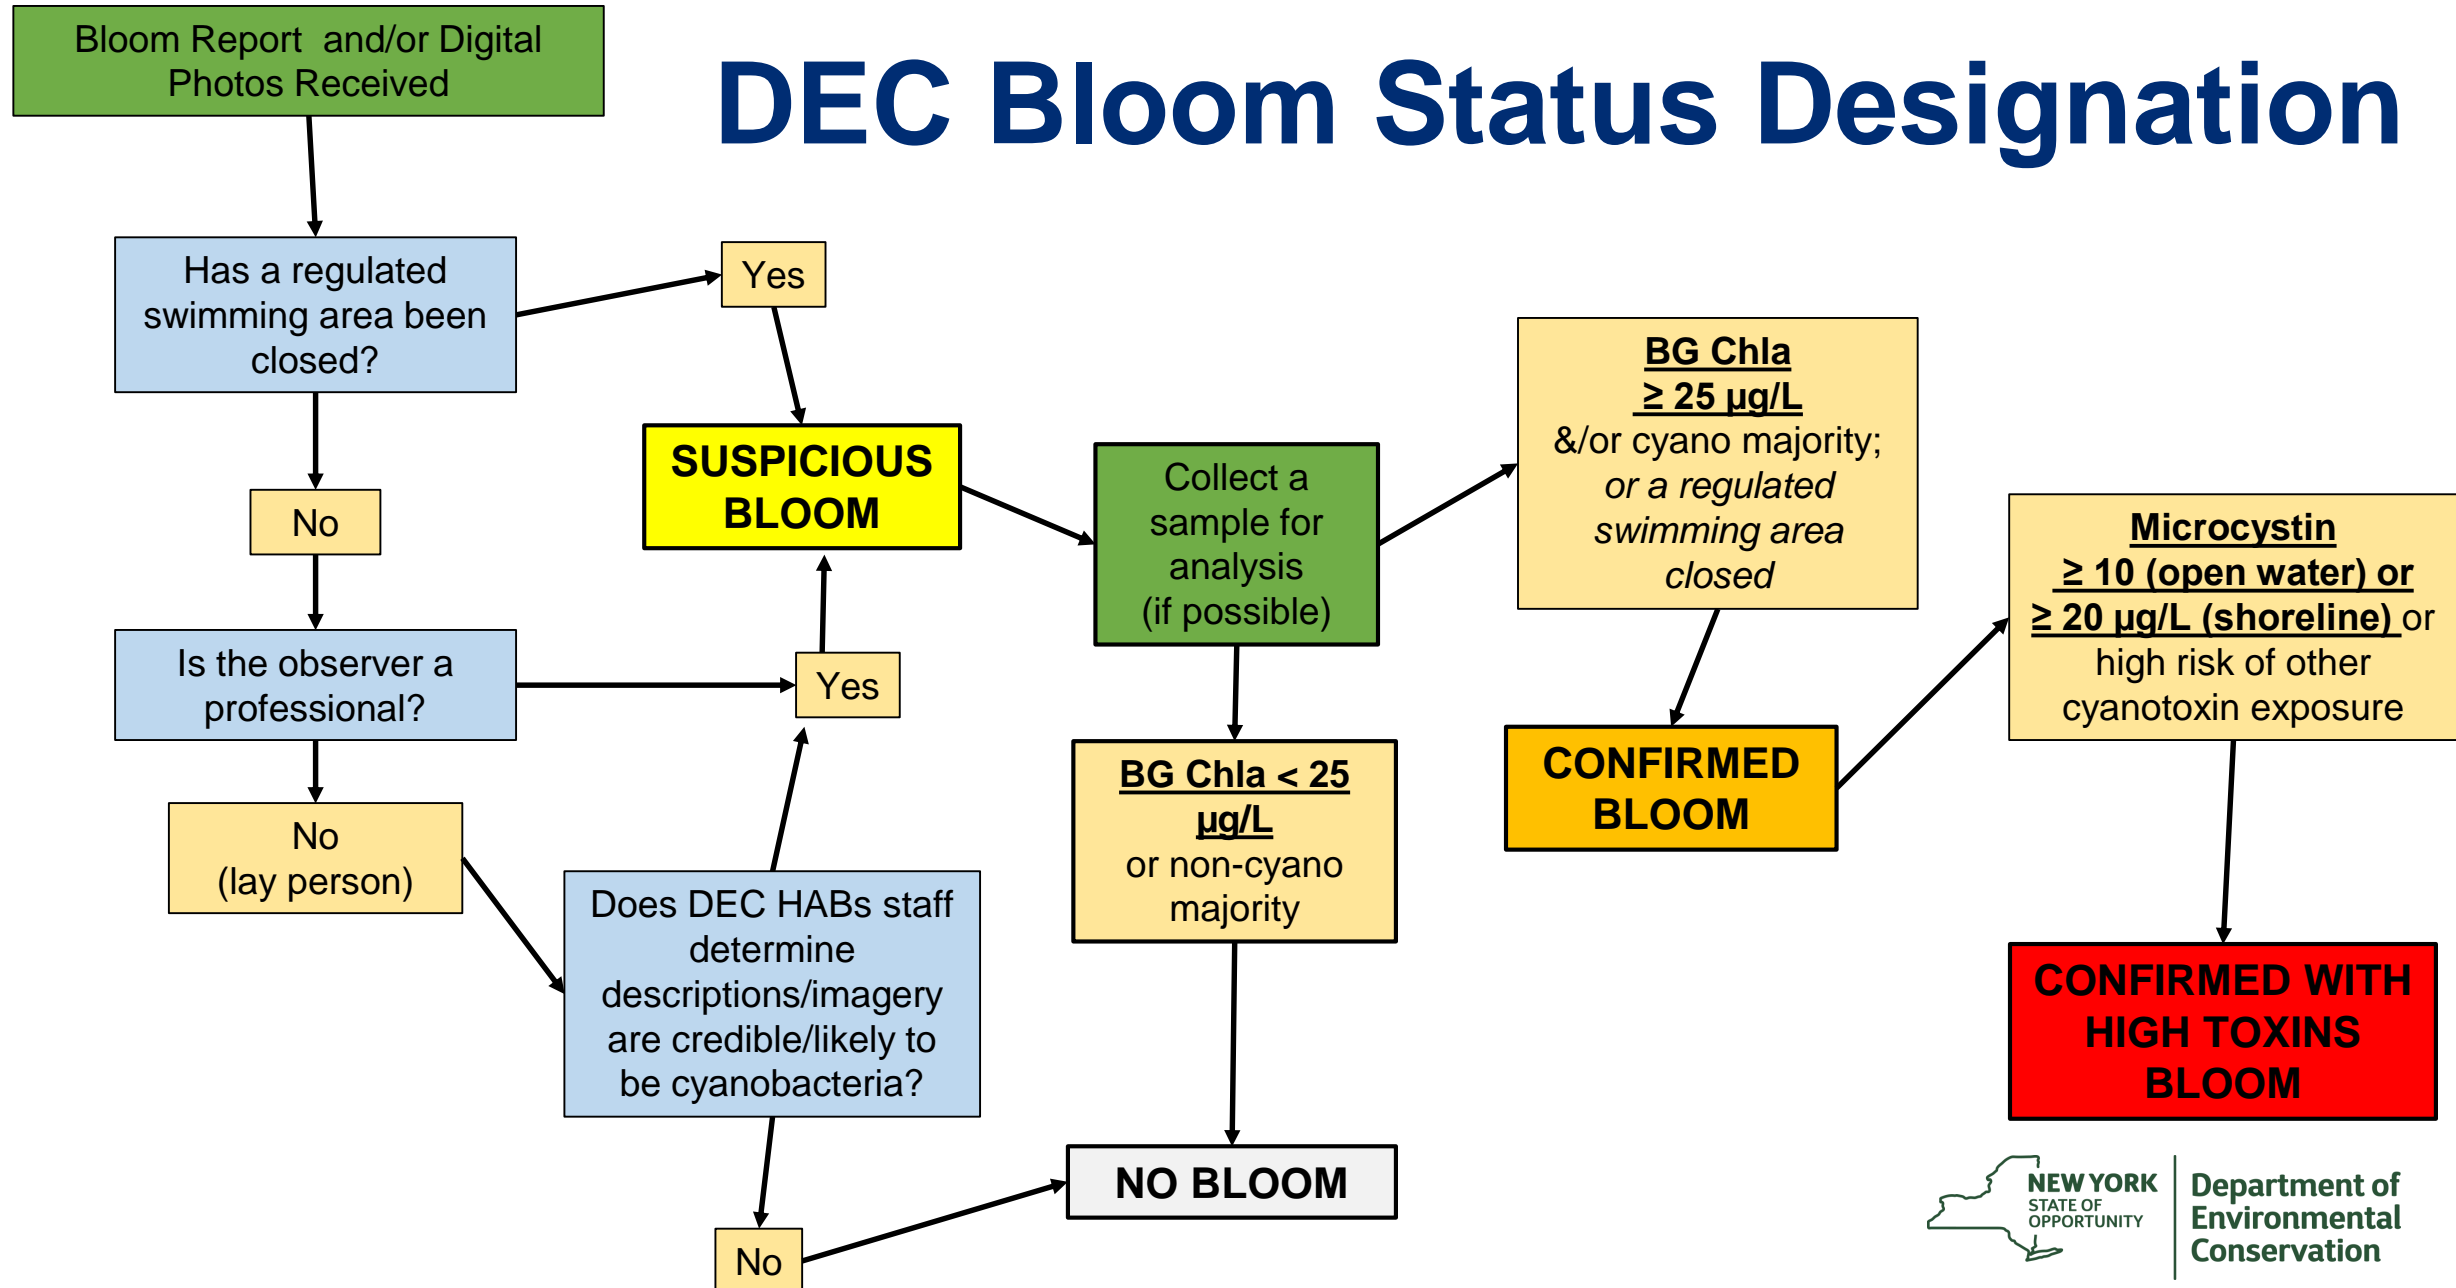 Bloom Report and/or Digital
Photos Received
DEC Bloom Status Designation
Has a regulated
swimming area been
closed?
Yes
No
SUSPICIOUS
BLOOM
Is the observer a
professional?
Yes
No
(lay person)
Does DEC HABs staff
determine
descriptions/imagery
are credible/likely to
be cyanobacteria?
No
Collect a
sample for
analysis
(if possible)
BG Chla < 25
µg/L
or non-cyano
majority
NO BLOOM
BG Chla
≥ 25 µg/L
&/or cyano majority;
or a regulated
swimming area
closed
CONFIRMED
BLOOM
Microcystin
≥ 10 (open water) or
≥ 20 µg/L (shoreline) or
high risk of other
cyanotoxin exposure
CONFIRMED WITH
HIGH TOXINS
BLOOM
NEW YORK
STATE OF
OPPORTUNITY
Department of
Environmental
Conservation